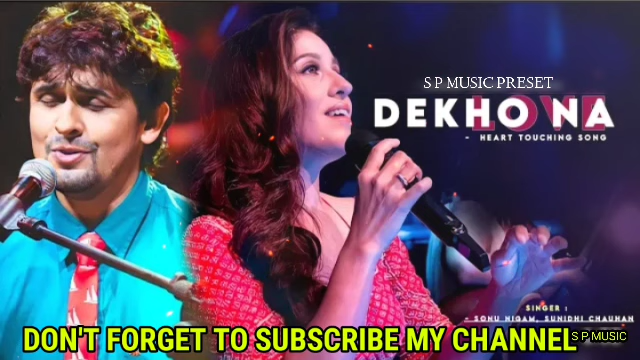 S P MUSIC PRESET
LOVE
DEKHO NA
- HEART TOUCHING SONG
SINGER :
- SONU NIGAM, SUNIDHI CHAUHAN
DON'T FORGET TO SUBSCRIBE MY CHANNEL
S P MUSIC